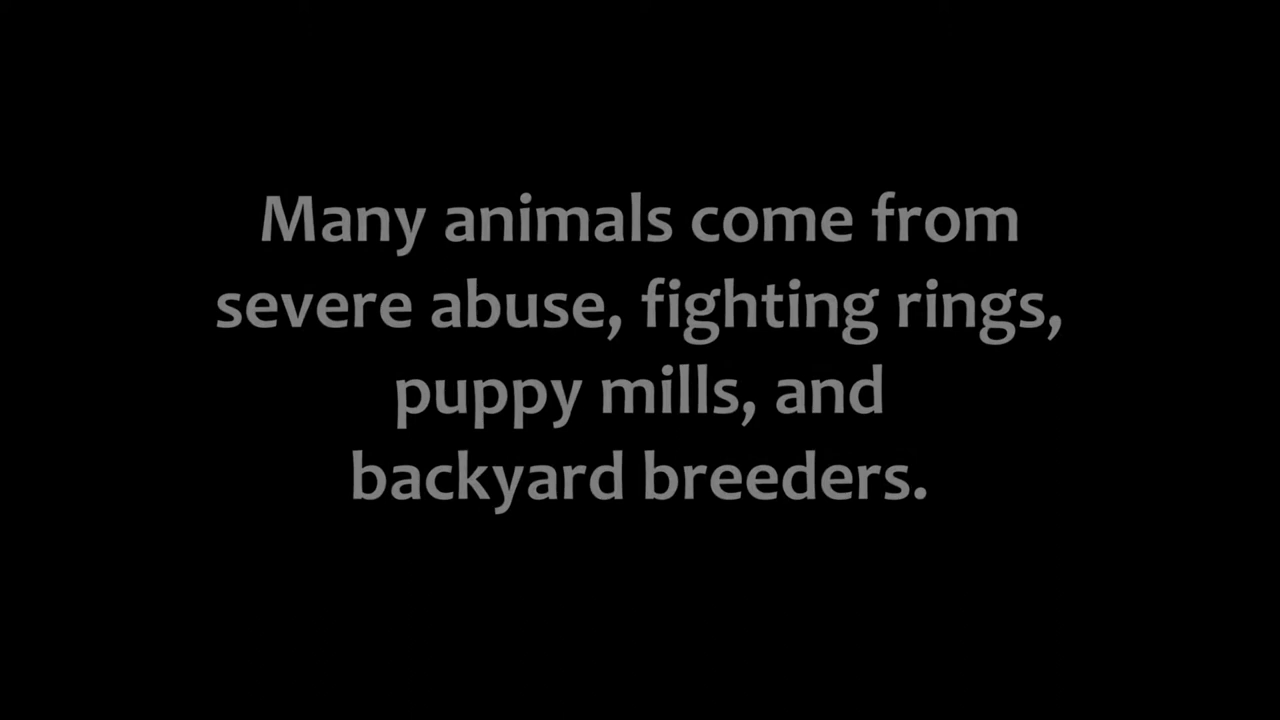 Many animals come from
severe abuse, fighting rings,
puppy mills, and
backyard breeders.